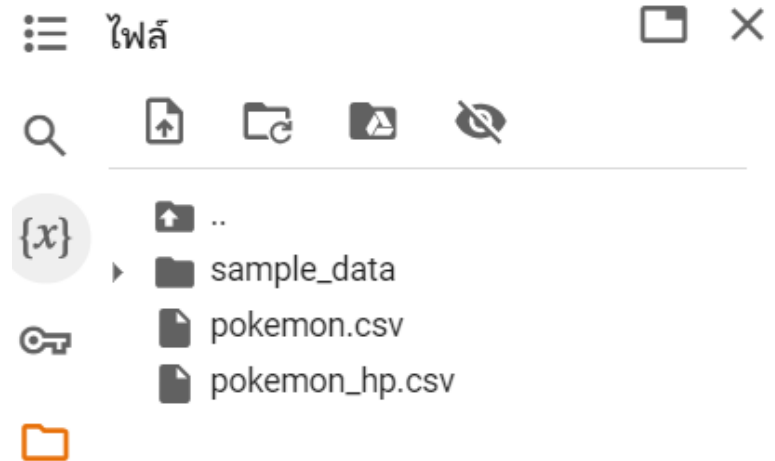 ไฟล์
{x}
..
sample_data
pokemon.csv
pokemon_hp.csv